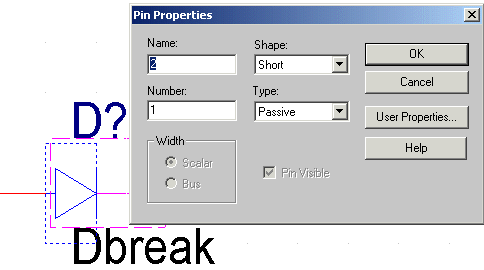 Pin Properties
Name:
Shape:
2
Short
OK
Cancel
Number:
Type:
1
Passive
User Properties...
Width
Scalar
Bus
Pin Visible
Help
D?
Dbreak